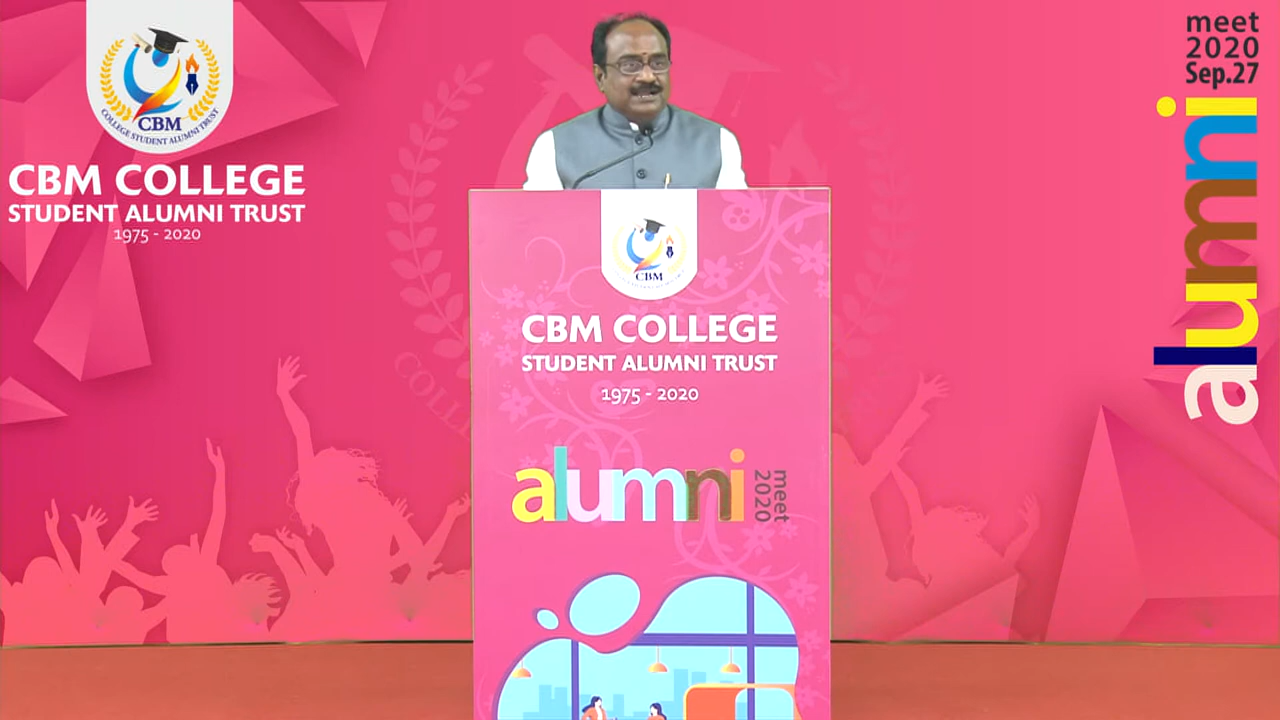 CBM
COLLEGE STUDENT ALUMNI TRUST
CBM COLLEGE
STUDENT ALUMNI TRUST
1975 - 2020
meet
2020
Sep.27
alumni
CBM
CBM COLLEGE
STUDENT ALUMNI TRUST
1975 - 2020
alumni
meet
2020
COLLE